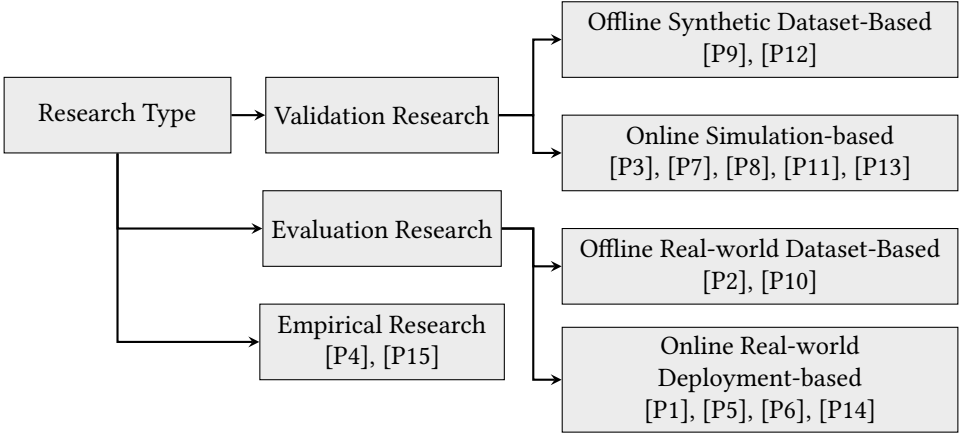 Research Type
Validation Research
Offline Synthetic Dataset-Based
[P9], [P12]
Online Simulation-based
[P3], [P7], [P8], [P11], [P13]
Evaluation Research
Offline Real-world Dataset-Based
[P2], [P10]
Online Real-world
Deployment-based
[P1], [P5], [P6], [P14]
Empirical Research
[P4], [P15]